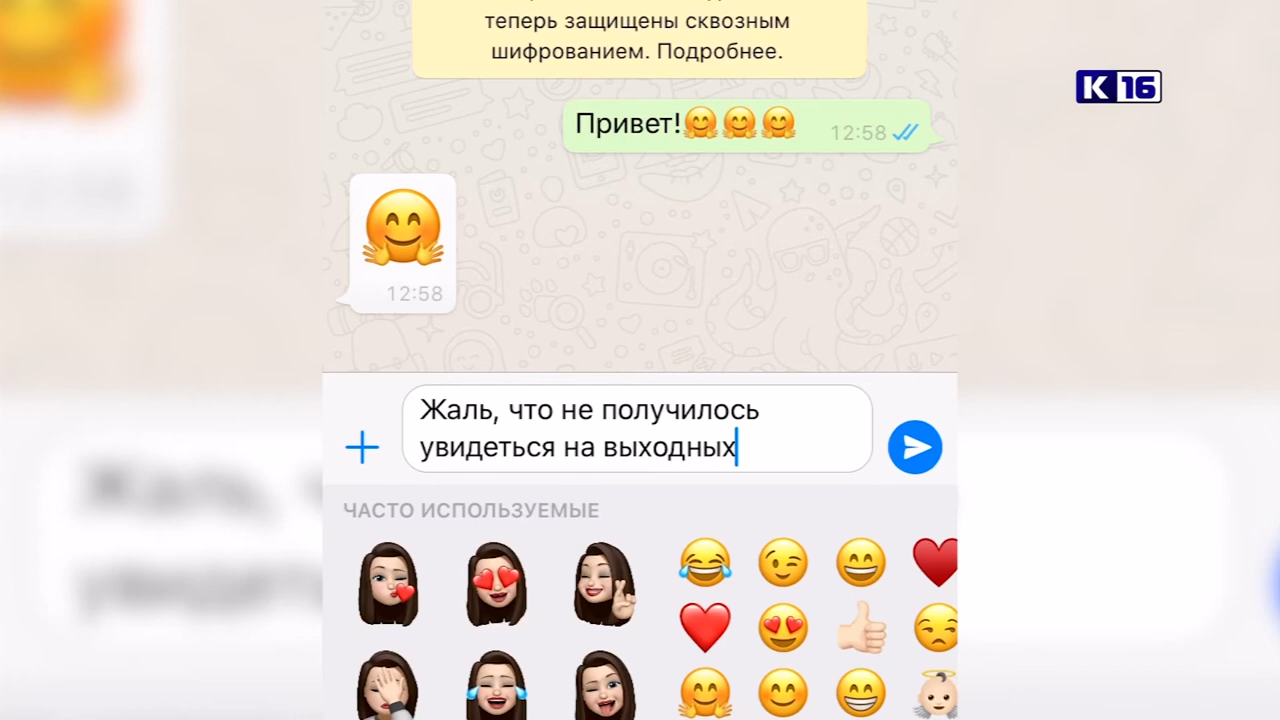 теперь защищены сквозным
шифрованием. Подробнее.
К 16
Привет!🤗🤗🤗
12:58
12:58
Жаль, что не получилось
увидеться на выходных
ЧАСТО ИСПОЛЬЗУЕМЫЕ